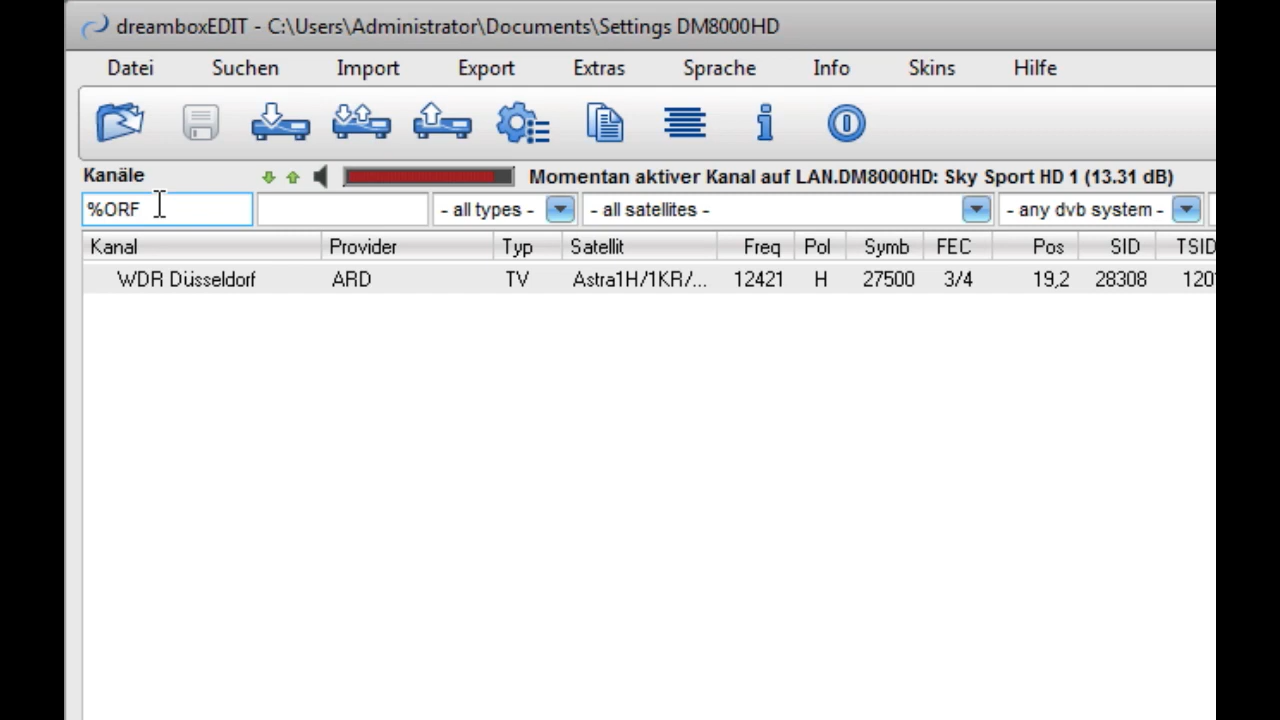 dreamboxEDIT - C:\Users\Administrator\Documents\Settings DM8000HD
Datei Suchen Import Export Extras Sprache Info Skins Hilfe
Kanäle Momentan aktiver Kanal auf LAN.DM8000HD: Sky Sport HD 1 (13.31 dB)
%ORF - all types - - all satellites - - any dvb system -
Kanal Provider Typ Satellit Freq Pol Symb FEC Pos SID TSID
WDR Düsseldorf ARD TV Astra1H/1KR/... 12421 H 27500 3/4 19,2 28308 120